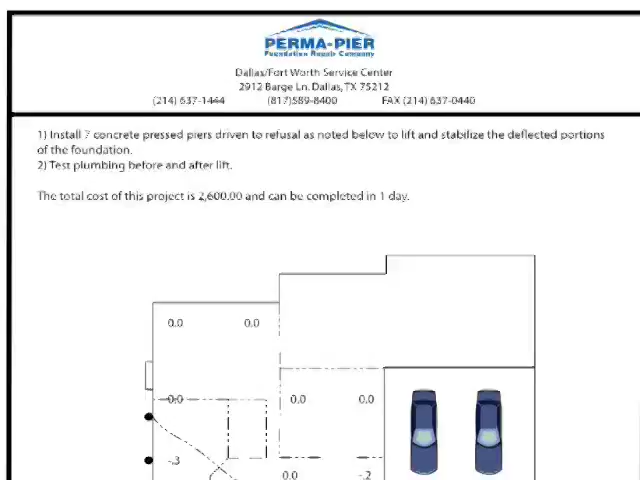 PERMA-PIER
Foundation Repair Company
Dallas/Fort Worth Service Center
2912 Barge Ln. Dallas, TX 75212
(214) 637-1444 (817)589-8400 FAX (214) 637-0440
1) Install 7 concrete pressed piers driven to refusal as noted below to lift and stabilize the deflected portions
of the foundation.
2) Test plumbing before and after lift.
The total cost of this project is 2,600.00 and can be completed in 1 day.
0.0 0.0
0.0 0.0 0.0
-.3 0.0 -.2